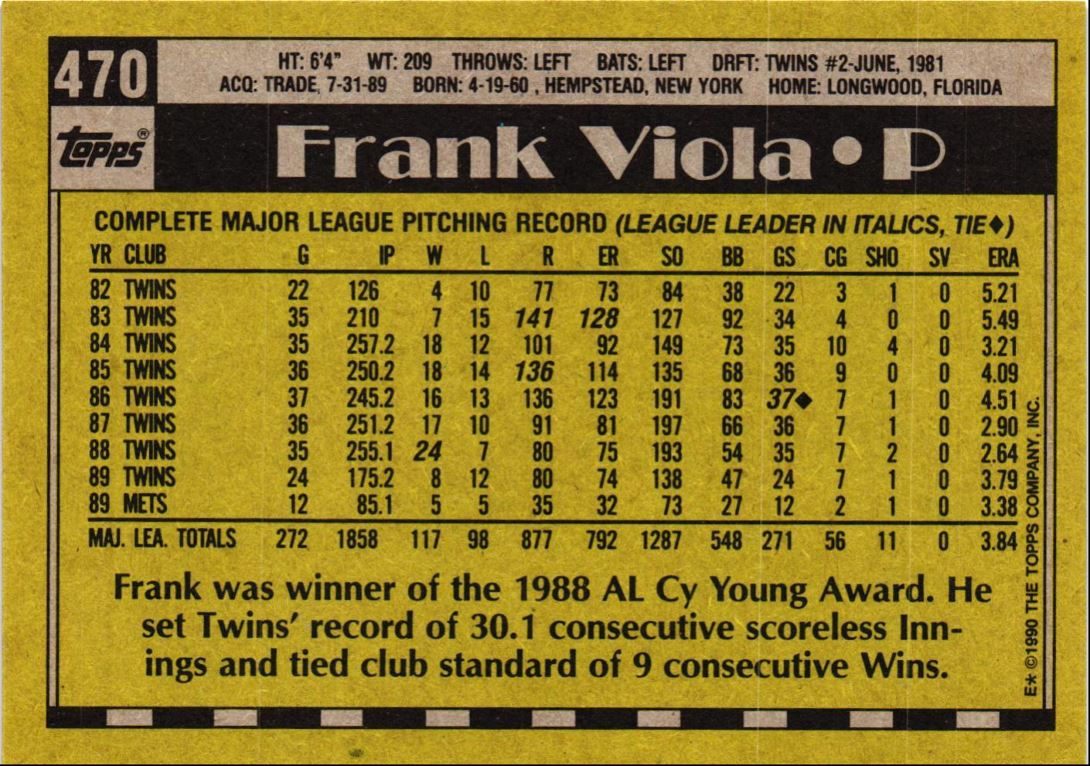 470
HT: 6'4" WT: 209 THROWS: LEFT BATS: LEFT DRFT: TWINS #2-JUNE, 1981
ACQ: TRADE, 7-31-89 BORN: 4-19-60 , HEMPSTEAD, NEW YORK HOME: LONGWOOD, FLORIDA
topps®
Frank Viola • P
COMPLETE MAJOR LEAGUE PITCHING RECORD (LEAGUE LEADER IN ITALICS, TIE♦)
YR CLUB G IP W L R ER SO BB GS CG SHO SV ERA
82 TWINS 22 126 4 10 77 73 84 38 22 3 1 0 5.21
83 TWINS 35 210 7 15 141 128 127 92 34 4 0 0 5.49
84 TWINS 35 257.2 18 12 101 92 149 73 35 10 4 0 3.21
85 TWINS 36 250.2 18 14 136 114 135 68 36 9 0 0 4.09
86 TWINS 37 245.2 16 13 136 123 191 83 37♦ 7 1 0 4.51
87 TWINS 36 251.2 17 10 91 81 197 66 36 7 1 0 2.90
88 TWINS 35 255.1 24 7 80 75 193 54 35 7 2 0 2.64
89 TWINS 24 175.2 8 12 80 74 138 47 24 7 1 0 3.79
89 METS 12 85.1 5 5 35 32 73 27 12 2 1 0 3.38
MAJ. LEA. TOTALS 272 1858 117 98 877 792 1287 548 271 56 11 0 3.84
Frank was winner of the 1988 AL Cy Young Award. He
set Twins' record of 30.1 consecutive scoreless Inn-
ings and tied club standard of 9 consecutive Wins.
E* ©1990 THE TOPPS COMPANY, INC.